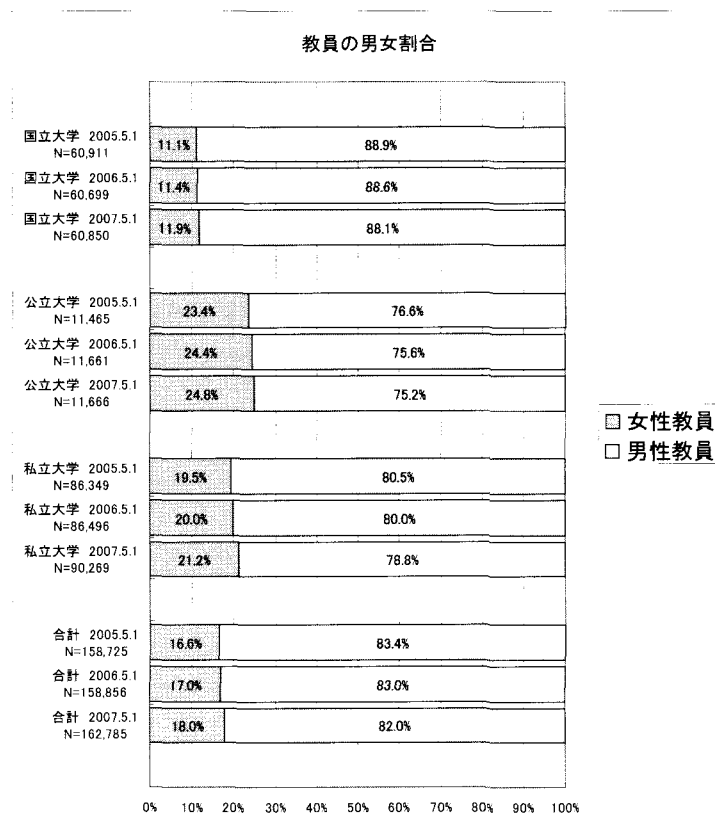 教員の男女割合
国立大学 2005.5.1
N=60,911
11.1% 88.9%
国立大学 2006.5.1
N=60,699
11.4% 88.6%
国立大学 2007.5.1
N=60,850
11.9% 88.1%
公立大学 2005.5.1
N=11,465
23.4% 76.6%
公立大学 2006.5.1
N=11,661
24.4% 75.6%
公立大学 2007.5.1
N=11,666
24.8% 75.2%
私立大学 2005.5.1
N=86,349
19.5% 80.5%
私立大学 2006.5.1
N=86,496
20.0% 80.0%
私立大学 2007.5.1
N=90,269
21.2% 78.8%
合計 2005.5.1
N=158,725
16.6% 83.4%
合計 2006.5.1
N=158,856
17.0% 83.0%
合計 2007.5.1
N=162,785
18.0% 82.0%
0% 10% 20% 30% 40% 50% 60% 70% 80% 90% 100%
女性教員
男性教員